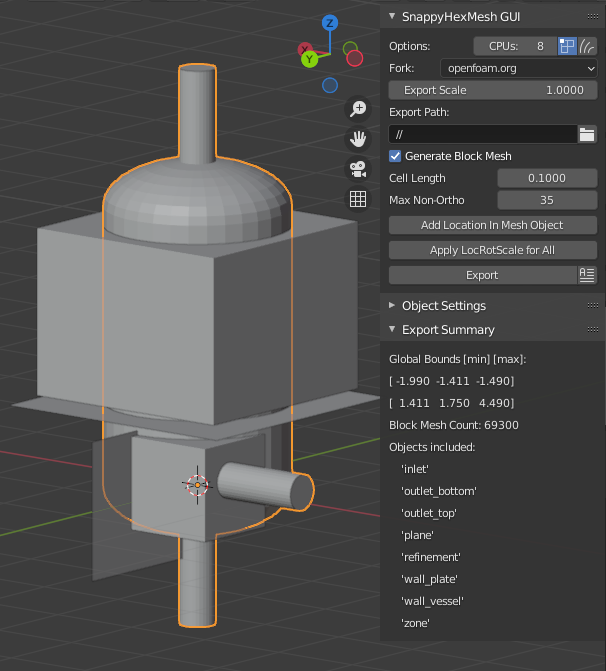 SnappyHexMesh GUI
Options:
CPUs: 8
Fork: openfoam.org
Export Scale 1.0000
Export Path:
//
Generate Block Mesh
Cell Length 0.1000
Max Non-Ortho 35
Add Location In Mesh Object
Apply LocRotScale for All
Export
Object Settings
Export Summary
Global Bounds [min] [max]:
[ -1.990 -1.411 -1.490]
[ 1.411 1.750 4.490]
Block Mesh Count: 69300
Objects included:
'inlet'
'outlet_bottom'
'outlet_top'
'plane'
'refinement'
'wall_plate'
'wall_vessel'
'zone'
Z
X
Y